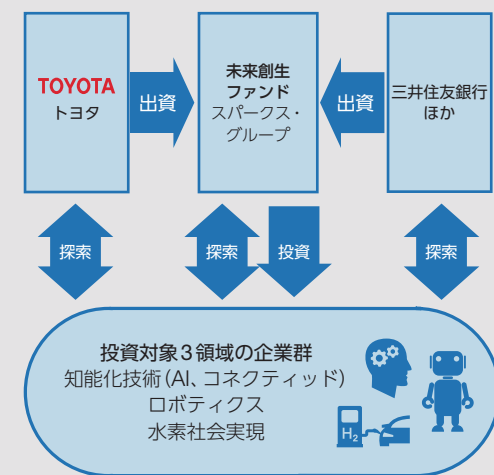 TOYOTA
トヨタ
出資
未来創生
ファンド
スパークス・
グループ
出資
三井住友銀行
ほか
探索
探索
投資
探索
投資対象3領域の企業群
知能化技術(AI、コネクティッド)
ロボティクス
水素社会実現
H₂